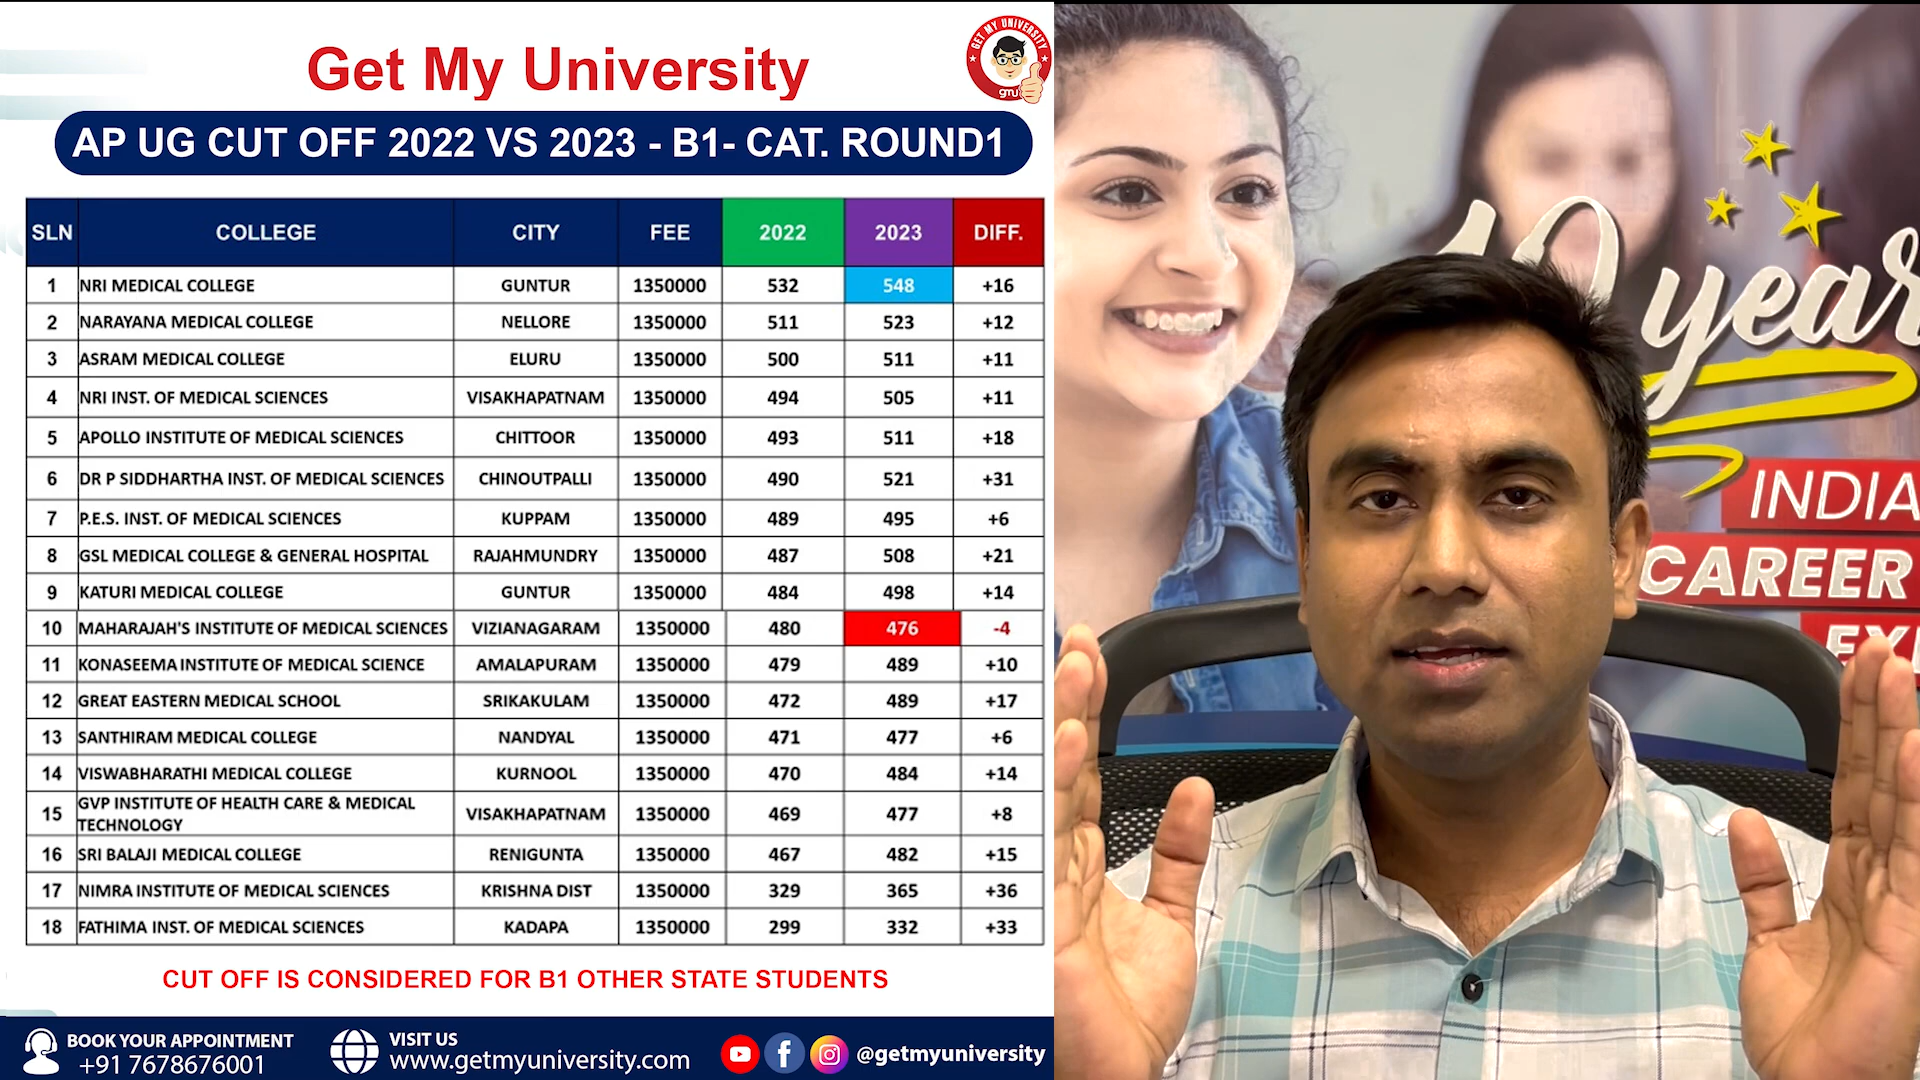 Get My University
GET MY UNIVERSITY
gmu
AP UG CUT OFF 2022 VS 2023 - B1- CAT. ROUND1
SLN COLLEGE CITY FEE 2022 2023 DIFF.
1 NRI MEDICAL COLLEGE GUNTUR 1350000 532 548 +16
2 NARAYANA MEDICAL COLLEGE NELLORE 1350000 511 523 +12
3 ASRAM MEDICAL COLLEGE ELURU 1350000 500 511 +11
4 NRI INST. OF MEDICAL SCIENCES VISAKHAPATNAM 1350000 494 505 +11
5 APOLLO INSTITUTE OF MEDICAL SCIENCES CHITTOOR 1350000 493 511 +18
6 DR P SIDDHARTHA INST. OF MEDICAL SCIENCES CHINOUTPALLI 1350000 490 521 +31
7 P.E.S. INST. OF MEDICAL SCIENCES KUPPAM 1350000 489 495 +6
8 GSL MEDICAL COLLEGE & GENERAL HOSPITAL RAJAHMUNDRY 1350000 487 508 +21
9 KATURI MEDICAL COLLEGE GUNTUR 1350000 484 498 +14
10 MAHARAJAH'S INSTITUTE OF MEDICAL SCIENCES VIZIANAGARAM 1350000 480 476 -4
11 KONASEEMA INSTITUTE OF MEDICAL SCIENCE AMALAPURAM 1350000 479 489 +10
12 GREAT EASTERN MEDICAL SCHOOL SRIKAKULAM 1350000 472 489 +17
13 SANTHIRAM MEDICAL COLLEGE NANDYAL 1350000 471 477 +6
14 VISWABHARATHI MEDICAL COLLEGE KURNOOL 1350000 470 484 +14
15 GVP INSTITUTE OF HEALTH CARE & MEDICAL
TECHNOLOGY VISAKHAPATNAM 1350000 469 477 +8
16 SRI BALAJI MEDICAL COLLEGE RENIGUNTA 1350000 467 482 +15
17 NIMRA INSTITUTE OF MEDICAL SCIENCES KRISHNA DIST 1350000 329 365 +36
18 FATHIMA INST. OF MEDICAL SCIENCES KADAPA 1350000 299 332 +33
CUT OFF IS CONSIDERED FOR B1 OTHER STATE STUDENTS
BOOK YOUR APPOINTMENT
+91 7678676001
VISIT US
www.getmyuniversity.com
@getmyuniversity
10 year
INDIA
CAREER